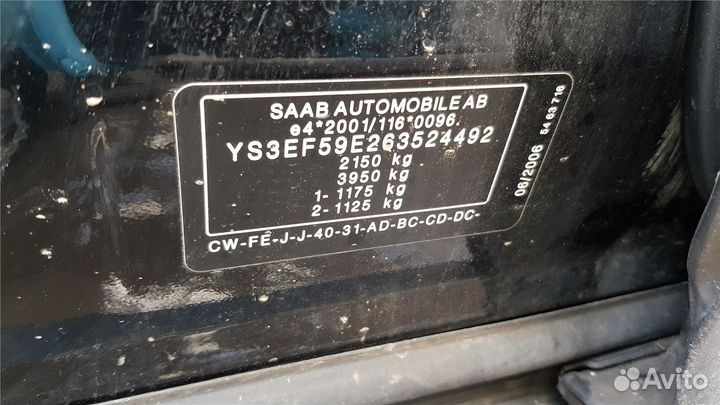 SAAB AUTOMOBILE AB
e4*2001/116*0096.
YS3EF59E263524492
2150 kg
3950 kg
1- 1175 kg
2- 1125 kg
CW-FE-J-J-40-31-AD-BC-CD-DC-
06/2006 54 63 716
Avito